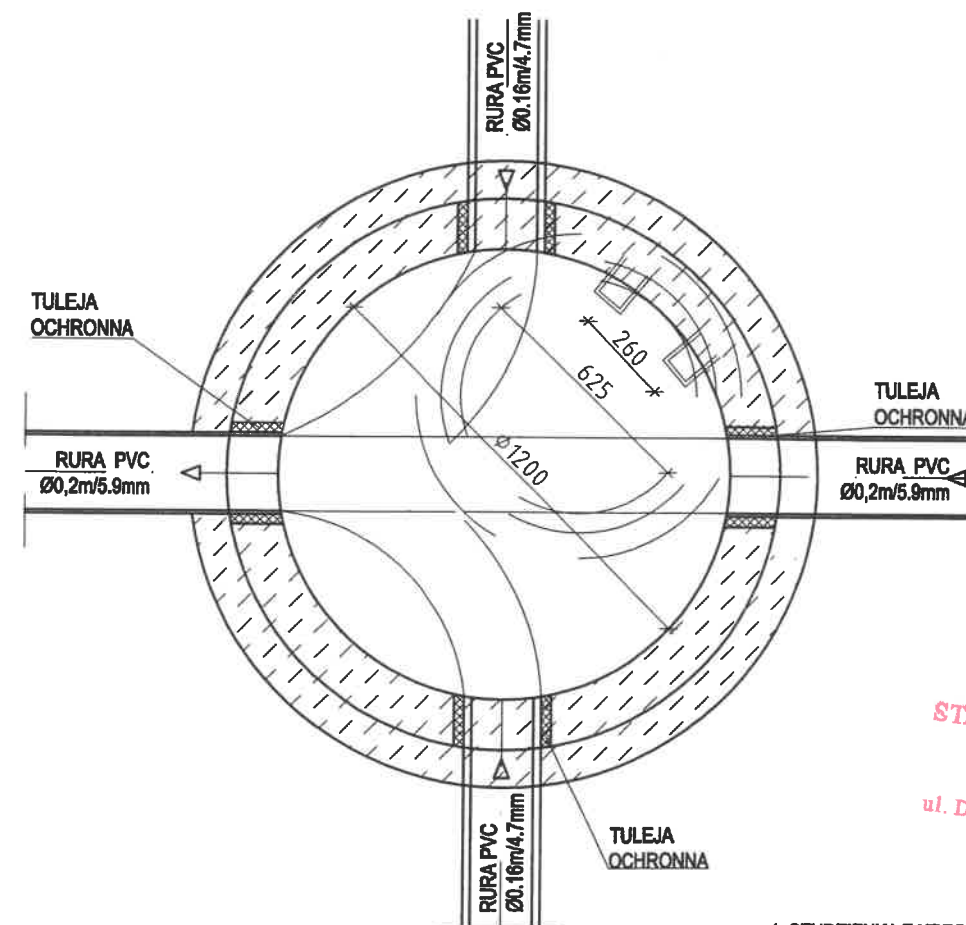 RURA PVC
Ø0.16m/4.7mm
TULEJA
OCHRONNA
260
625
Ø1200
TULEJA
OCHRONNA
RURA PVC
Ø0,2m/5.9mm
RURA PVC
Ø0,2m/5.9mm
ul.
TULEJA
OCHRONNA
RURA PVC
Ø0.16m/4.7mm